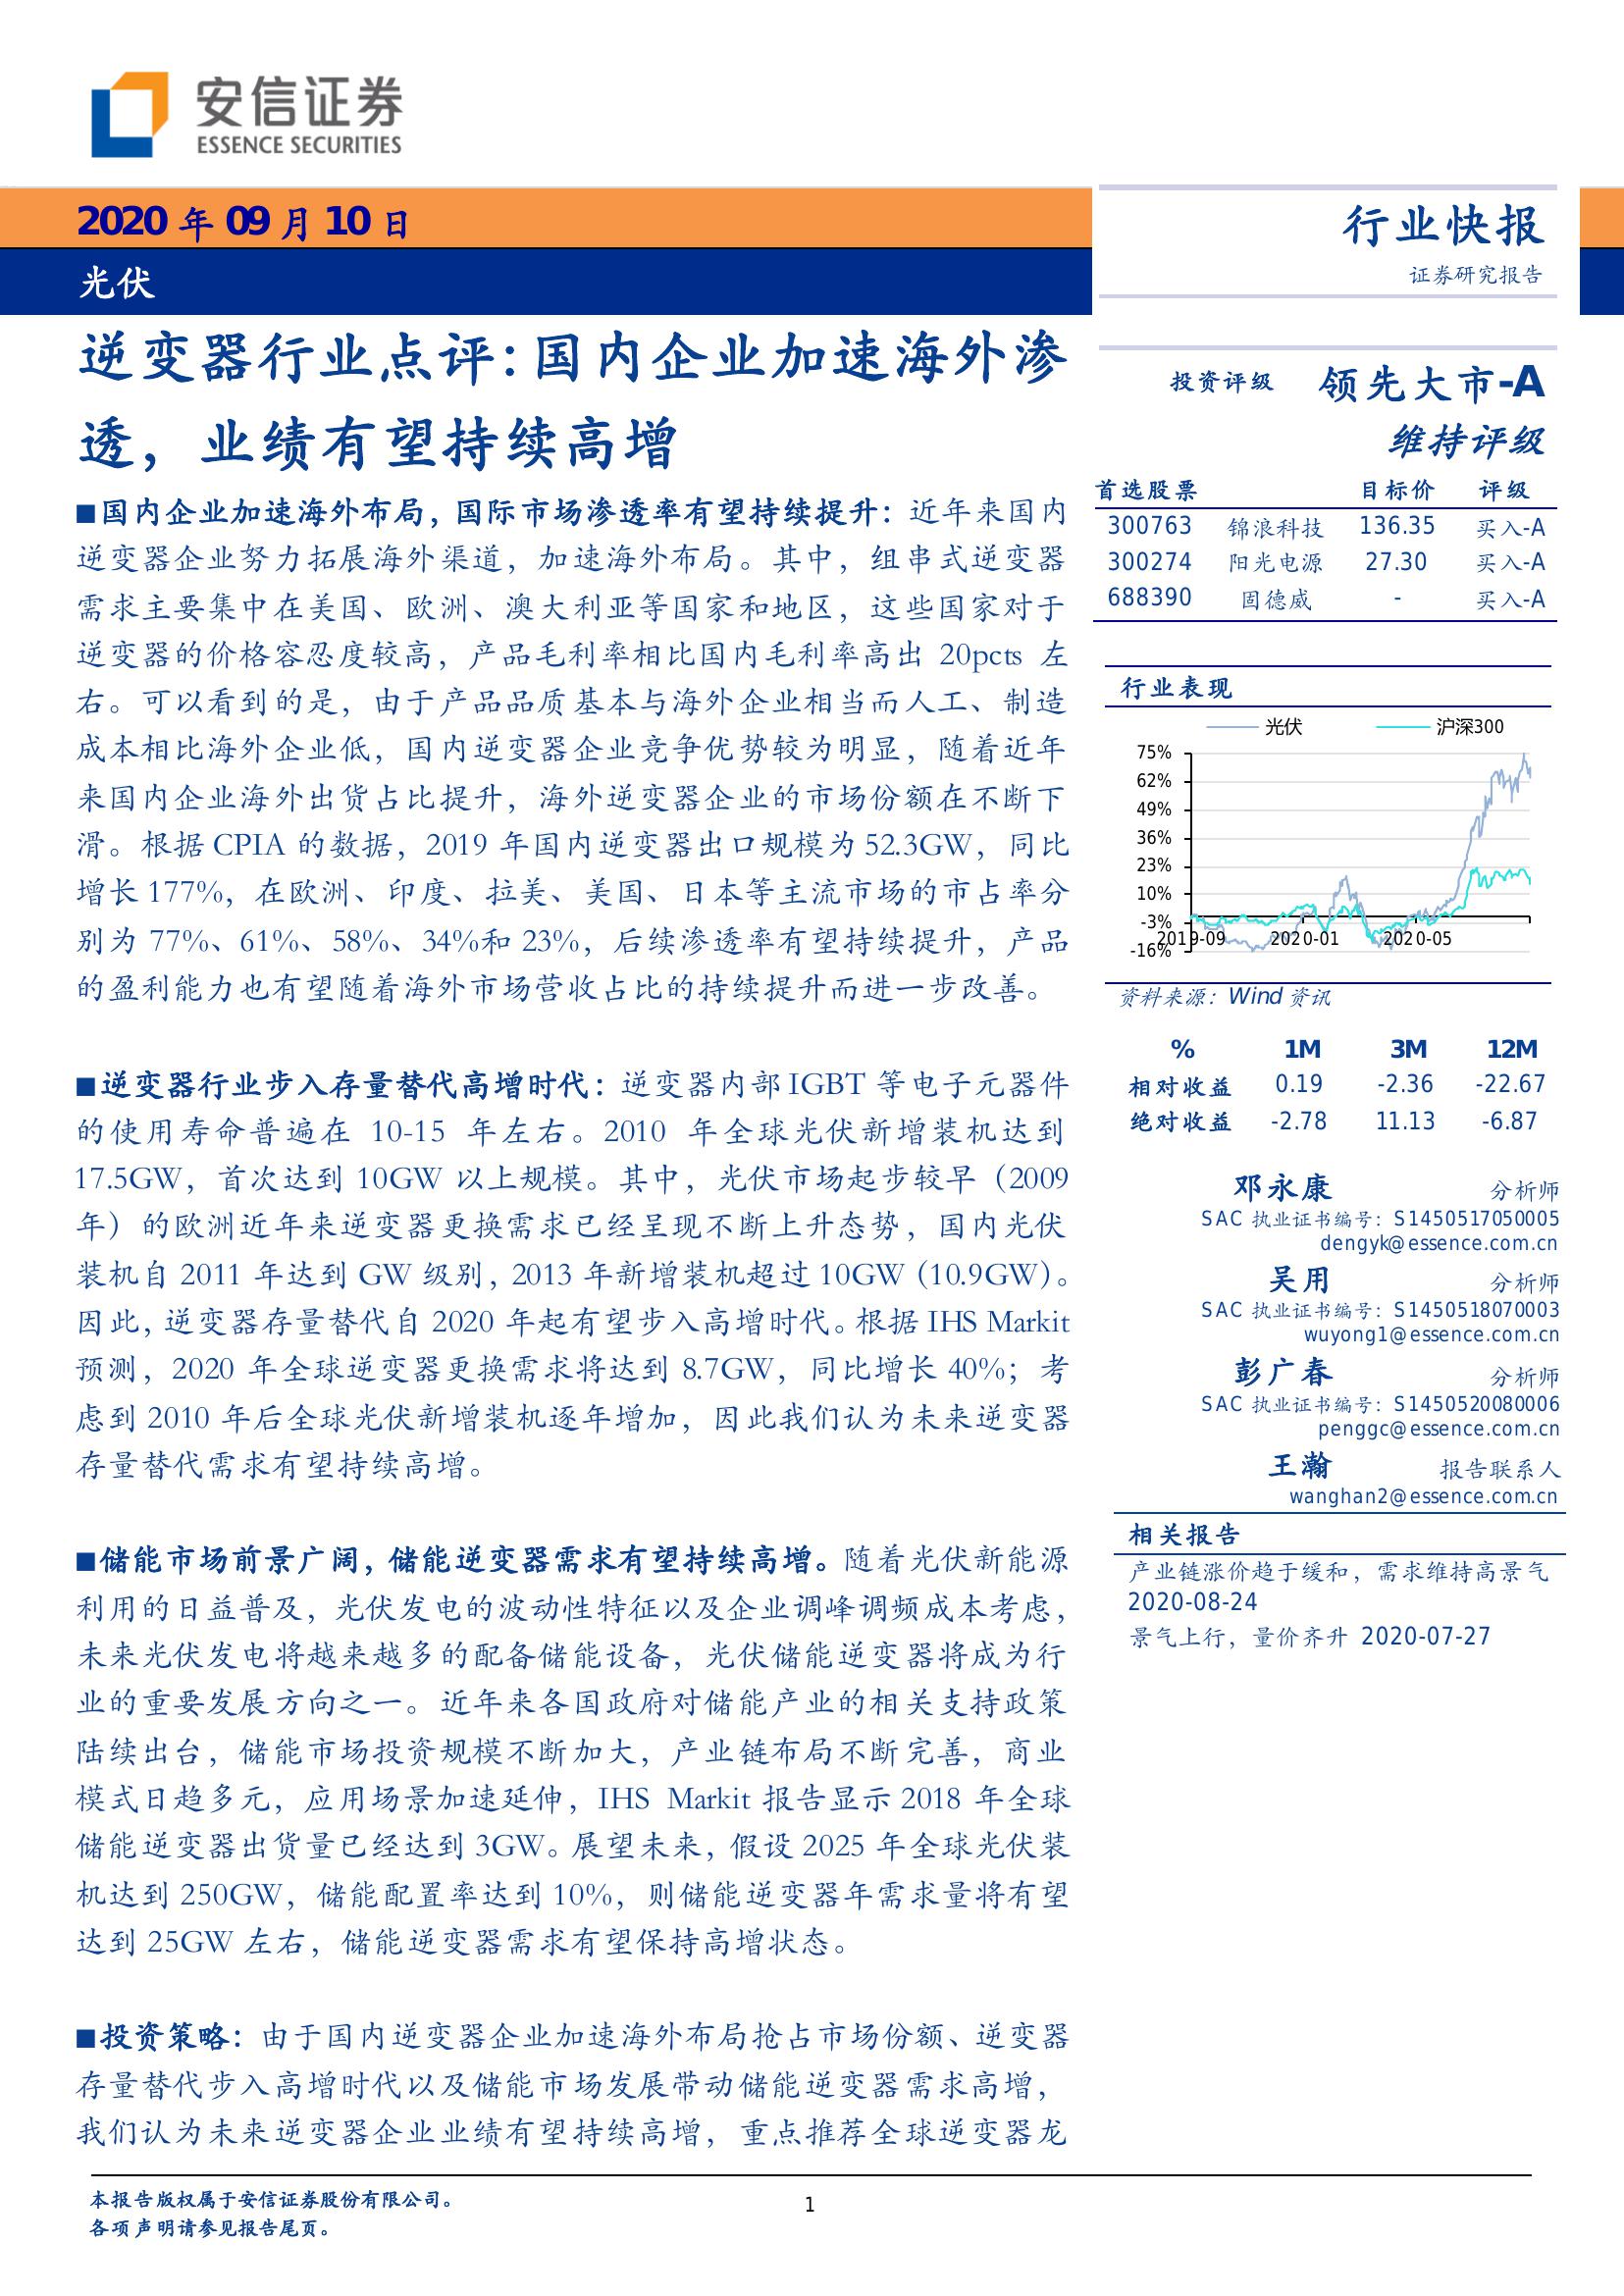 安信证券
ESSENCE SECURITIES
2020 年 09 月 10 日
光伏
行业快报
证券研究报告
逆变器行业点评：国内企业加速海外渗
透，业绩有望持续高增
■国内企业加速海外布局，国际市场渗透率有望持续提升：近年来国内
逆变器企业努力拓展海外渠道，加速海外布局。其中，组串式逆变器
需求主要集中在美国、欧洲、澳大利亚等国家和地区，这些国家对于
逆变器的价格容忍度较高，产品毛利率相比国内毛利率高出 20pcts 左
右。可以看到的是，由于产品品质基本与海外企业相当而人工、制造
成本相比海外企业低，国内逆变器企业竞争优势较为明显，随着近年
来国内企业海外出货占比提升，海外逆变器企业的市场份额在不断下
滑。根据 CPIA 的数据，2019 年国内逆变器出口规模为 52.3GW，同比
增长 177%，在欧洲、印度、拉美、美国、日本等主流市场的市占率分
别为 77%、61%、58%、34%和 23%，后续渗透率有望持续提升，产品
的盈利能力也有望随着海外市场营收占比的持续提升而进一步改善。
■逆变器行业步入存量替代高增时代：逆变器内部 IGBT 等电子元器件
的使用寿命普遍在 10-15 年左右。2010 年全球光伏新增装机达到
17.5GW，首次达到 10GW 以上规模。其中，光伏市场起步较早（2009
年）的欧洲近年来逆变器更换需求已经呈现不断上升态势，国内光伏
装机自 2011 年达到 GW 级别，2013 年新增装机超过 10GW（10.9GW）。
因此，逆变器存量替代自 2020 年起有望步入高增时代。根据 IHS Markit
预测，2020 年全球逆变器更换需求将达到 8.7GW，同比增长 40%；考
虑到 2010 年后全球光伏新增装机逐年增加，因此我们认为未来逆变器
存量替代需求有望持续高增。
■储能市场前景广阔，储能逆变器需求有望持续高增。随着光伏新能源
利用的日益普及，光伏发电的波动性特征以及企业调峰调频成本考虑，
未来光伏发电将越来越多的配备储能设备，光伏储能逆变器将成为行
业的重要发展方向之一。近年来各国政府对储能产业的相关支持政策
陆续出台，储能市场投资规模不断加大，产业链布局不断完善，商业
模式日趋多元，应用场景加速延伸，IHS Markit 报告显示 2018 年全球
储能逆变器出货量已经达到 3GW。展望未来，假设 2025 年全球光伏装
机达到 250GW，储能配置率达到 10%，则储能逆变器年需求量将有望
达到 25GW 左右，储能逆变器需求有望保持高增状态。
■投资策略：由于国内逆变器企业加速海外布局抢占市场份额、逆变器
存量替代步入高增时代以及储能市场发展带动储能逆变器需求高增，
我们认为未来逆变器企业业绩有望持续高增，重点推荐全球逆变器龙
投资评级 领先大市-A
维持评级
首选股票 目标价 评级
300763 锦浪科技 136.35 买入-A
300274 阳光电源 27.30 买入-A
688390 固德威 - 买入-A
行业表现
光伏 沪深300
75%
62%
49%
36%
23%
10%
-3%
-16%
2019-09 2020-01 2020-05
资料来源：Wind 资讯
% 1M 3M 12M
相对收益 0.19 -2.36 -22.67
绝对收益 -2.78 11.13 -6.87
邓永康 分析师
SAC 执业证书编号：S1450517050005
dengyk@essence.com.cn
吴用 分析师
SAC 执业证书编号：S1450518070003
wuyong1@essence.com.cn
彭广春 分析师
SAC 执业证书编号：S1450520080006
penggc@essence.com.cn
王瀚 报告联系人
wanghan2@essence.com.cn
相关报告
产业链涨价趋于缓和，需求维持高景气
2020-08-24
景气上行，量价齐升 2020-07-27
本报告版权属于安信证券股份有限公司。
各项声明请参见报告尾页。
1